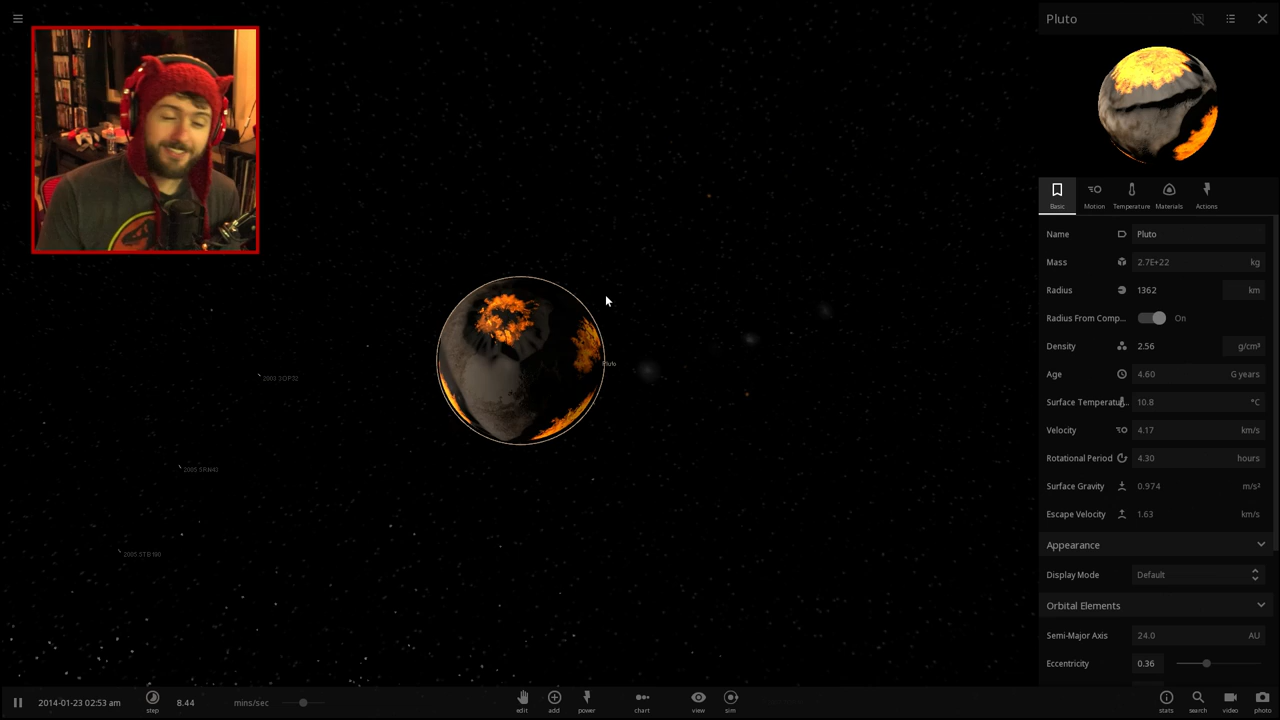 Pluto
Basic
Motion
Temperature
Materials
Actions
Name
Pluto
Mass
2.7E+22
kg
Radius
1362
km
Radius From Comp...
On
Density
2.56
g/cm³
Age
4.60
G years
Surface Temperatu...
10.8
°C
Velocity
4.17
km/s
Rotational Period
4.30
hours
Surface Gravity
0.974
m/s²
Escape Velocity
1.63
km/s
Appearance
Display Mode
Default
Orbital Elements
Semi-Major Axis
24.0
AU
Eccentricity
0.36
Pluto
2014-01-23 02:53 am
step
8.44
mins/sec
edit
add
power
chart
view
sim
stats
search
video
photo